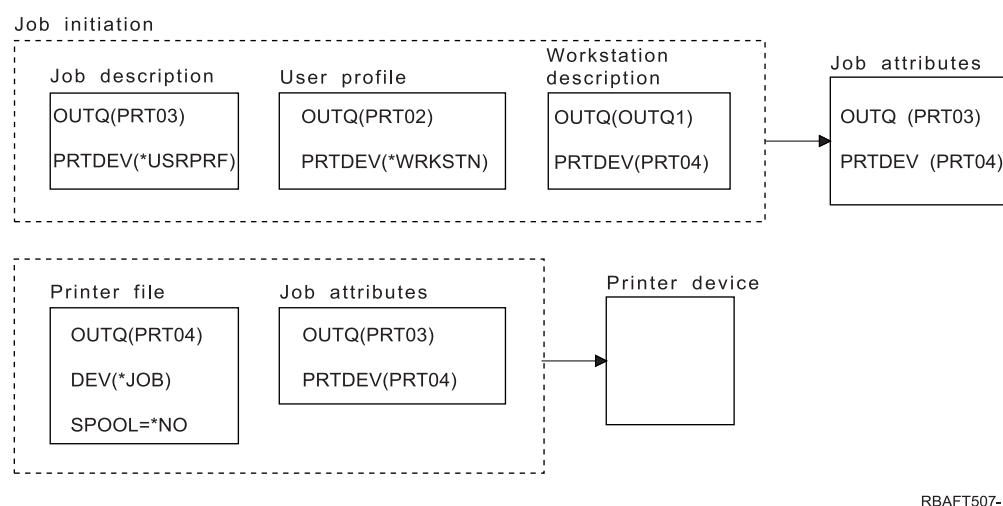 Job initiation
Job description
OUTQ(PRT03)
PRTDEV(*USRPRF)
User profile
OUTQ(PRT02)
PRTDEV(*WRKSTN)
Workstation
description
OUTQ(OUTQ1)
PRTDEV(PRT04)
Job attributes
OUTQ (PRT03)
PRTDEV (PRT04)
Printer file
OUTQ(PRT04)
DEV(*JOB)
SPOOL=*NO
Job attributes
OUTQ(PRT03)
PRTDEV(PRT04)
Printer device
RBAFT507-